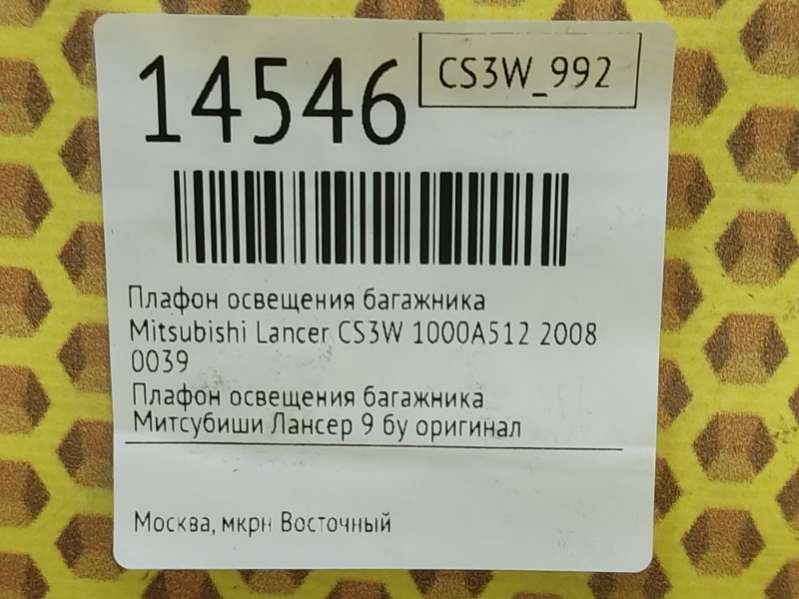 14546
CS3W_992
Плафон освещения багажника
Mitsubishi Lancer CS3W 1000A512 2008
0039
Плафон освещения багажника
Митсубиши Лансер 9 бу оригинал
Москва, мкрн Восточный